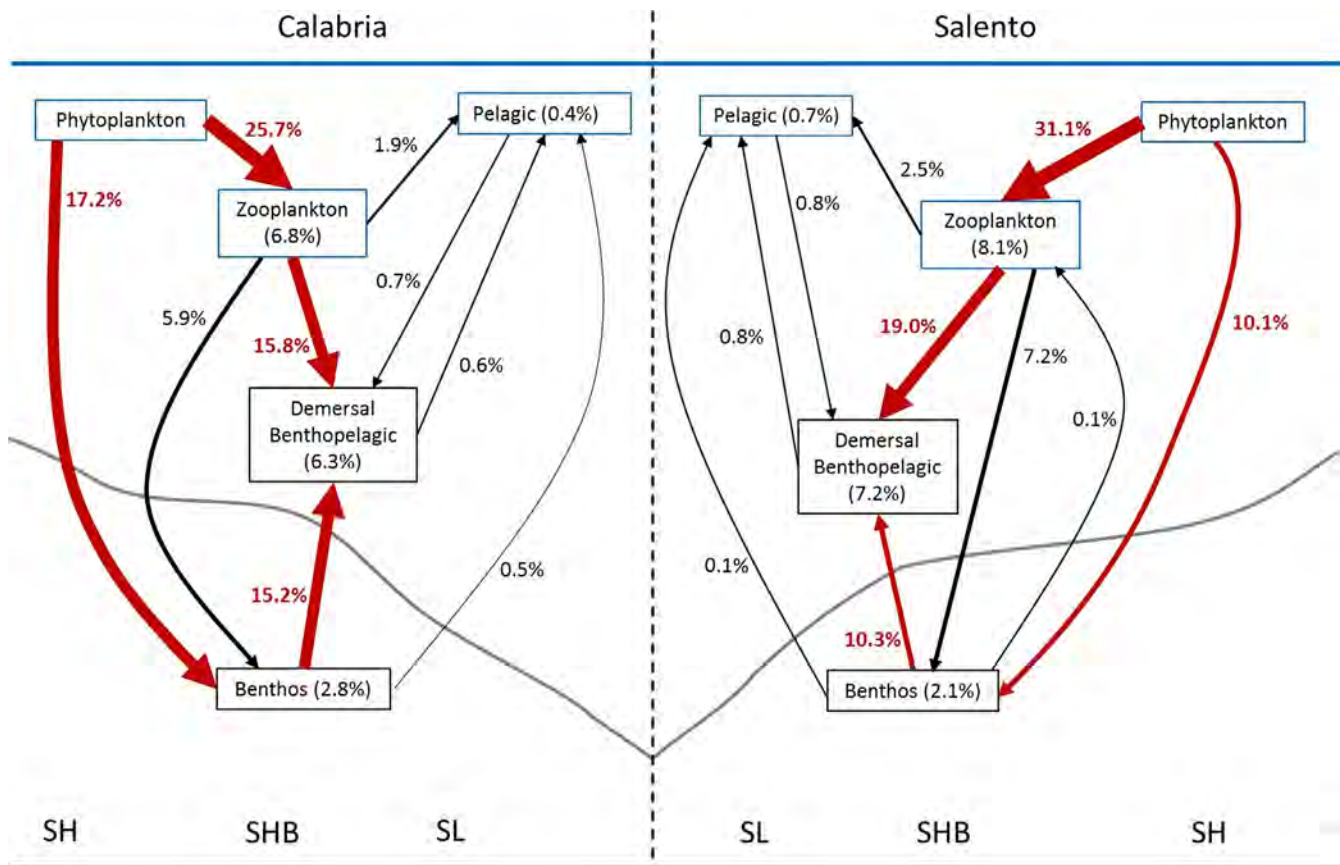 Calabria
Salento
Phytoplankton
25.7%
1.9%
Pelagic (0.4%)
17.2%
Zooplankton
(6.8%)
5.9%
15.8%
0.7%
0.6%
Demersal
Benthopelagic
(6.3%)
15.2%
0.5%
Benthos (2.8%)
SH
SHB
SL
Pelagic (0.7%)
31.1%
Phytoplankton
2.5%
0.8%
Zooplankton
(8.1%)
0.8%
19.0%
7.2%
10.1%
0.1%
Demersal
Benthopelagic
(7.2%)
0.1%
10.3%
Benthos (2.1%)
SL
SHB
SH